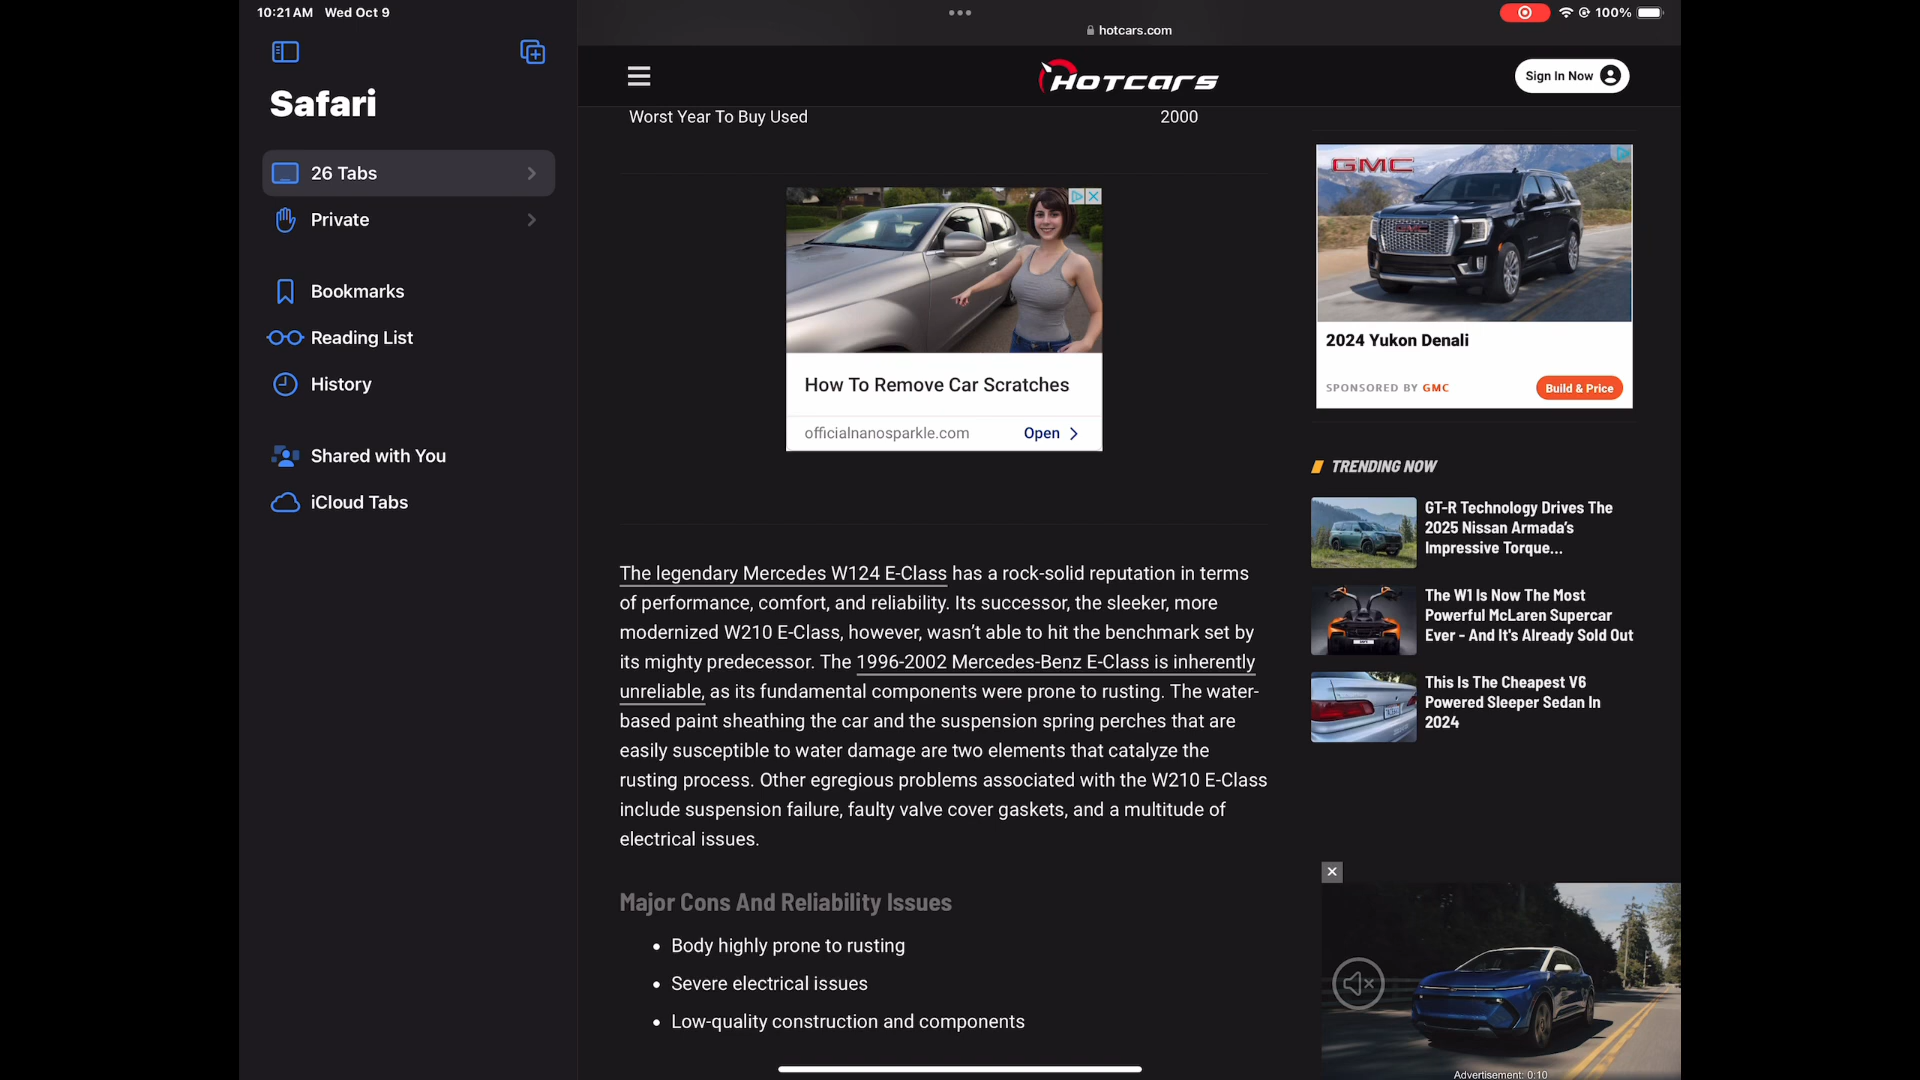 10:21 AM Wed Oct 9
100%
Safari
26 Tabs
Private
Bookmarks
Reading List
History
Shared with You
iCloud Tabs
hotcars.com
HOTCARS
Sign In Now
Worst Year To Buy Used 2000
How To Remove Car Scratches
officialnanosparkle.com Open
The legendary Mercedes W124 E-Class has a rock-solid reputation in terms
of performance, comfort, and reliability. Its successor, the sleeker, more
modernized W210 E-Class, however, wasn't able to hit the benchmark set by
its mighty predecessor. The 1996-2002 Mercedes-Benz E-Class is inherently
unreliable, as its fundamental components were prone to rusting. The water-
based paint sheathing the car and the suspension spring perches that are
easily susceptible to water damage are two elements that catalyze the
rusting process. Other egregious problems associated with the W210 E-Class
include suspension failure, faulty valve cover gaskets, and a multitude of
electrical issues.
Major Cons And Reliability Issues
• Body highly prone to rusting
• Severe electrical issues
• Low-quality construction and components
GMC
2024 Yukon Denali
SPONSORED BY GMC
Build & Price
TRENDING NOW
GT-R Technology Drives The
2025 Nissan Armada's
Impressive Torque...
The W1 Is Now The Most
Powerful McLaren Supercar
Ever - And It's Already Sold Out
This Is The Cheapest V6
Powered Sleeper Sedan In
2024
Advertisement: 0:10